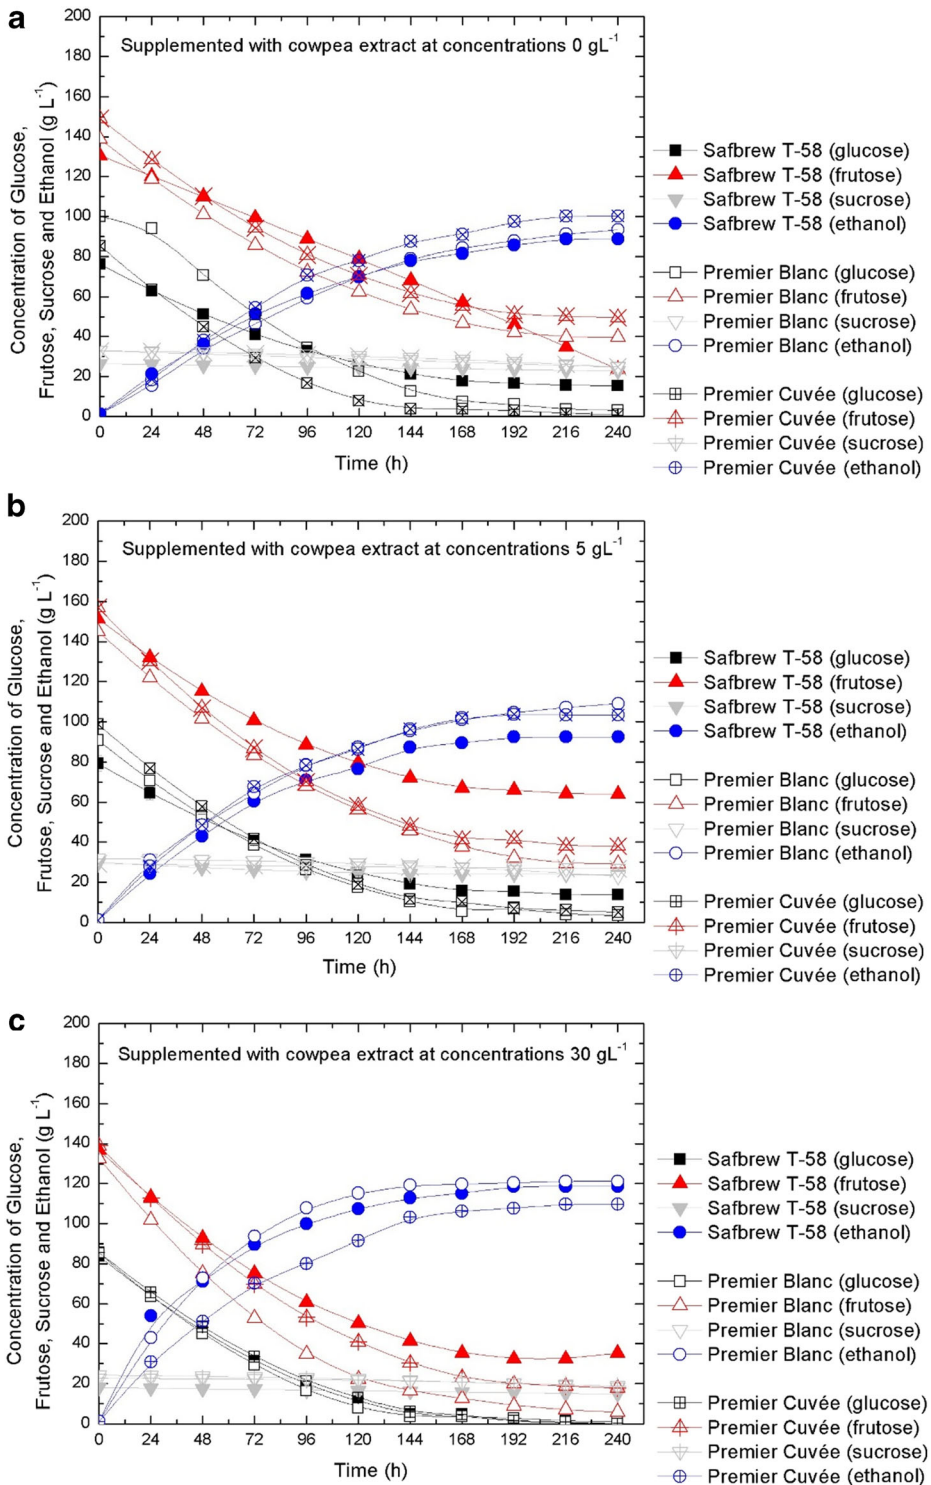 a
Supplemented with cowpea extract at concentrations 0 gL-1
Concentration of Glucose,
Frutose, Sucrose and Ethanol (g L-1)
200
180
160
140
120
100
80
60
40
20
0
0 24 48 72 96 120 144 168 192 216 240
Time (h)
Safbrew T-58 (glucose)
Safbrew T-58 (frutose)
Safbrew T-58 (sucrose)
Safbrew T-58 (ethanol)
Premier Blanc (glucose)
Premier Blanc (frutose)
Premier Blanc (sucrose)
Premier Blanc (ethanol)
Premier Cuvée (glucose)
Premier Cuvée (frutose)
Premier Cuvée (sucrose)
Premier Cuvée (ethanol)
b
Supplemented with cowpea extract at concentrations 5 gL-1
Concentration of Glucose,
Frutose, Sucrose and Ethanol (g L-1)
200
180
160
140
120
100
80
60
40
20
0
0 24 48 72 96 120 144 168 192 216 240
Time (h)
Safbrew T-58 (glucose)
Safbrew T-58 (frutose)
Safbrew T-58 (sucrose)
Safbrew T-58 (ethanol)
Premier Blanc (glucose)
Premier Blanc (frutose)
Premier Blanc (sucrose)
Premier Blanc (ethanol)
Premier Cuvée (glucose)
Premier Cuvée (frutose)
Premier Cuvée (sucrose)
Premier Cuvée (ethanol)
c
Supplemented with cowpea extract at concentrations 30 gL-1
Concentration of Glucose,
Frutose, Sucrose and Ethanol (g L-1)
200
180
160
140
120
100
80
60
40
20
0
0 24 48 72 96 120 144 168 192 216 240
Time (h)
Safbrew T-58 (glucose)
Safbrew T-58 (frutose)
Safbrew T-58 (sucrose)
Safbrew T-58 (ethanol)
Premier Blanc (glucose)
Premier Blanc (frutose)
Premier Blanc (sucrose)
Premier Blanc (ethanol)
Premier Cuvée (glucose)
Premier Cuvée (frutose)
Premier Cuvée (sucrose)
Premier Cuvée (ethanol)